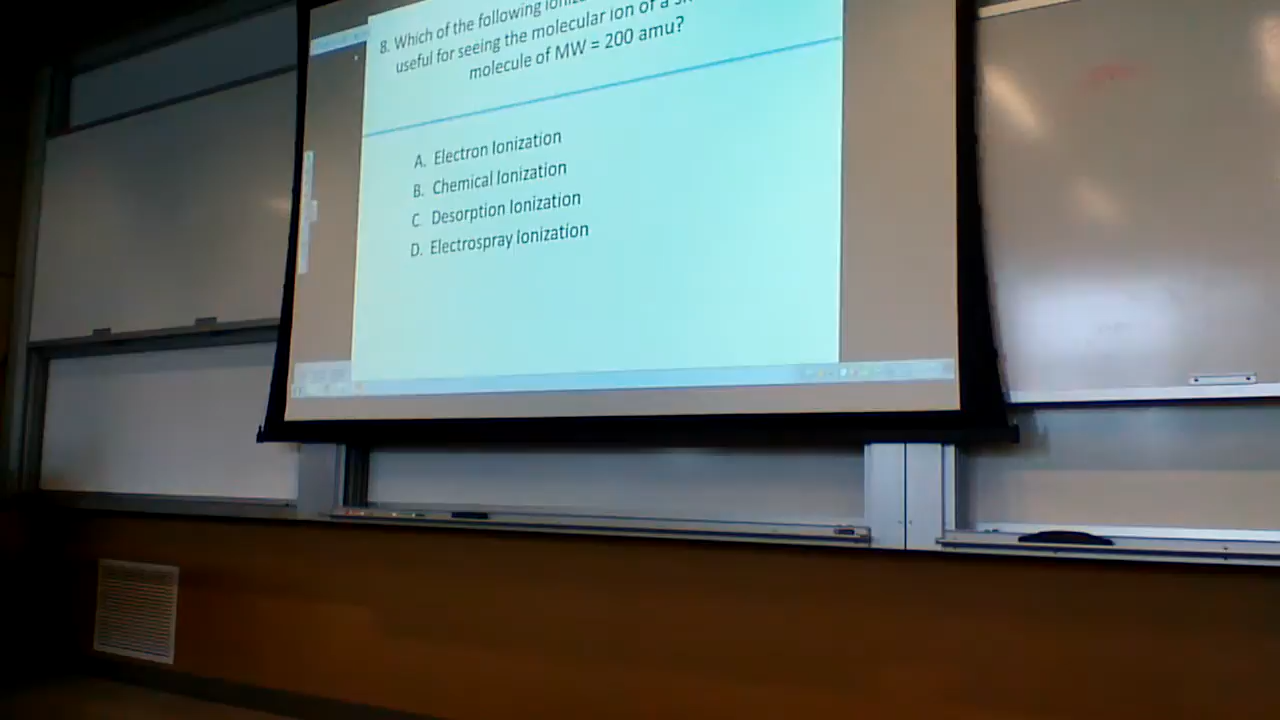 8. Which of the following
useful for seeing the molecular ion of a
molecule of MW = 200 amu?
A. Electron Ionization
B. Chemical Ionization
C. Desorption Ionization
D. Electrospray Ionization